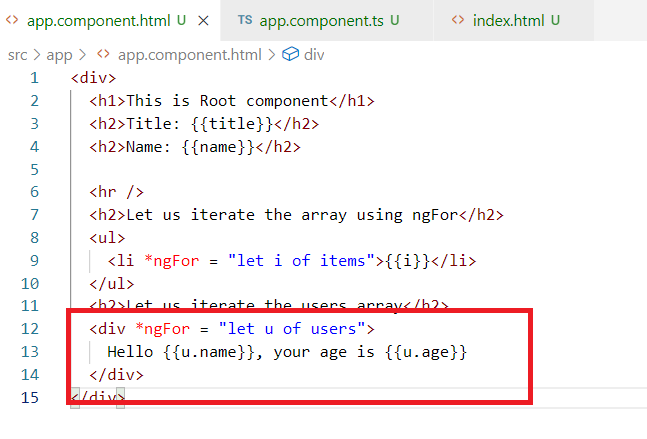 app.component.html U
TS app.component.ts U
index.html U
src > app > app.component.html > div
1 <div>
2 <h1>This is Root component</h1>
3 <h2>Title: {{title}}</h2>
4 <h2>Name: {{name}}</h2>
5
6 <hr />
7 <h2>Let us iterate the array using ngFor</h2>
8 <ul>
9 <li *ngFor = "let i of items">{{i}}</li>
10 </ul>
11 <h2>Let us iterate the users array</h2>
12 <div *ngFor = "let u of users">
13 Hello {{u.name}}, your age is {{u.age}}
14 </div>
15 </div>